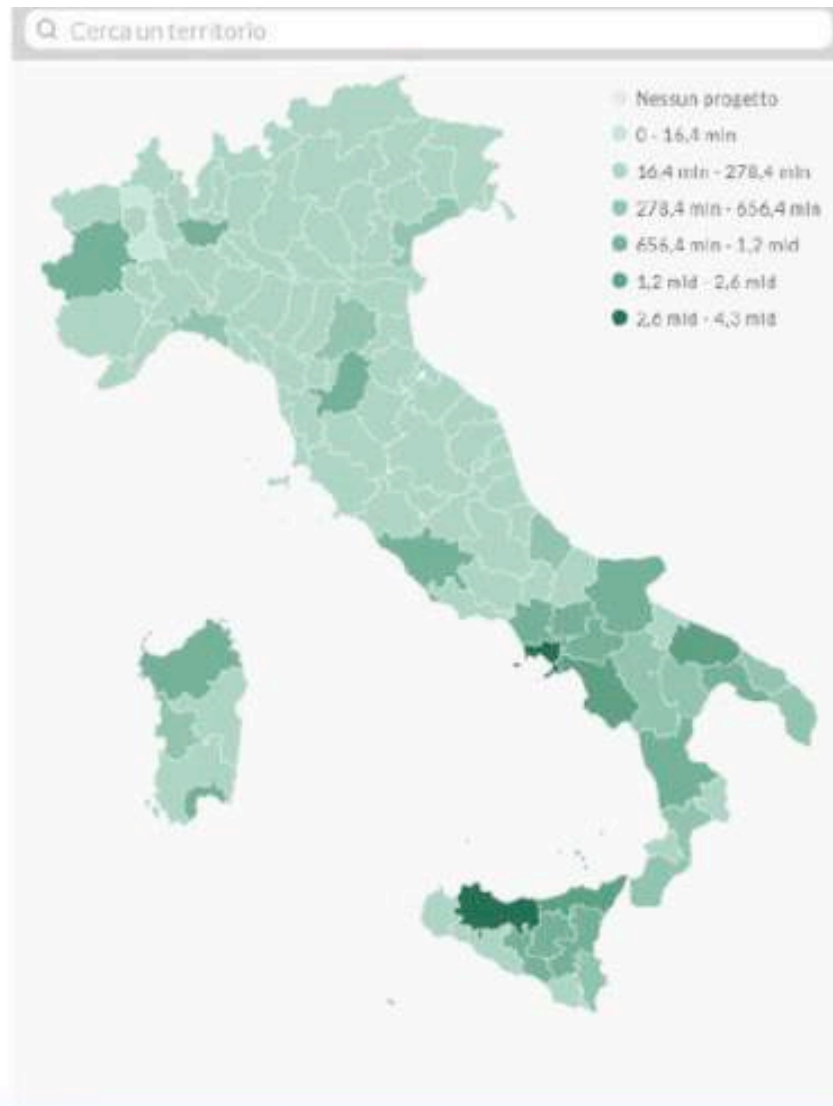 Cerca un territorio
Nessun progetto
0 - 16,4 mln
16,4 mln - 278,4 mln
278,4 mln - 656,4 mln
656,4 mln - 1,2 mld
1,2 mld - 2,6 mld
2,6 mld - 4,3 mld